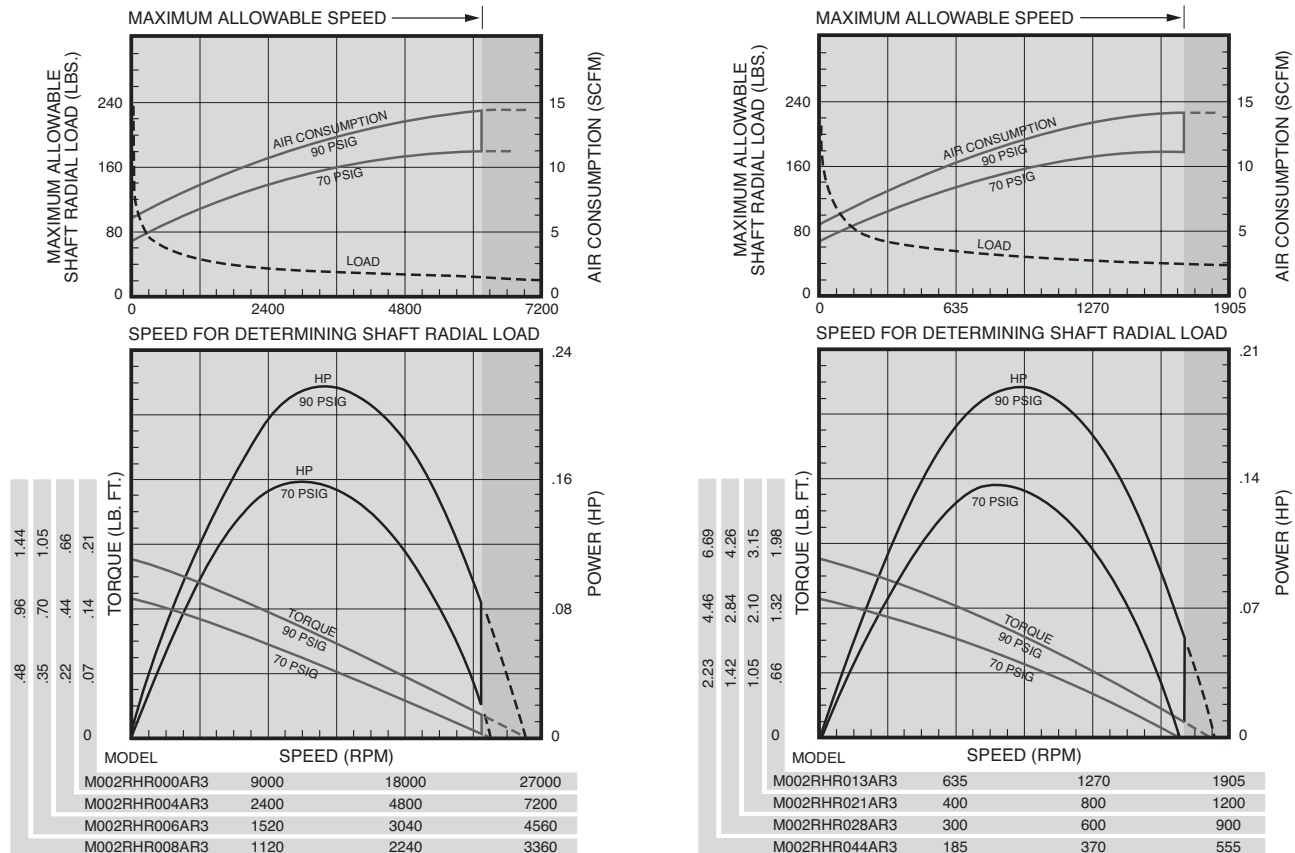 MAXIMUM ALLOWABLE SPEED
MAXIMUM ALLOWABLE
SHAFT RADIAL LOAD (LBS.)
240
160
80
0
AIR CONSUMPTION
90 PSIG
70 PSIG
LOAD
15
10
5
0
AIR CONSUMPTION (SCFM)
0 2400 4800 7200
SPEED FOR DETERMINING SHAFT RADIAL LOAD
HP
90 PSIG
HP
70 PSIG
TORQUE
90 PSIG
70 PSIG
.24
.16
.08
0
POWER (HP)
TORQUE (LB. FT.)
1.44 1.05 .66 .21
.96 .70 .44 .14
.48 .35 .22 .07
0
MODEL SPEED (RPM)
M002RHR000AR3 9000 18000 27000
M002RHR004AR3 2400 4800 7200
M002RHR006AR3 1520 3040 4560
M002RHR008AR3 1120 2240 3360
MAXIMUM ALLOWABLE SPEED
MAXIMUM ALLOWABLE
SHAFT RADIAL LOAD (LBS.)
240
160
80
0
AIR CONSUMPTION
90 PSIG
70 PSIG
LOAD
15
10
5
0
AIR CONSUMPTION (SCFM)
0 635 1270 1905
SPEED FOR DETERMINING SHAFT RADIAL LOAD
HP
90 PSIG
70 PSIG
TORQUE
90 PSIG
70 PSIG
.21
.14
.07
0
POWER (HP)
TORQUE (LB. FT.)
6.69 4.26 3.15 1.98
4.46 2.84 2.10 1.32
2.23 1.42 1.05 .66
0
MODEL SPEED (RPM)
M002RHR013AR3 635 1270 1905
M002RHR021AR3 400 800 1200
M002RHR028AR3 300 600 900
M002RHR044AR3 185 370 555